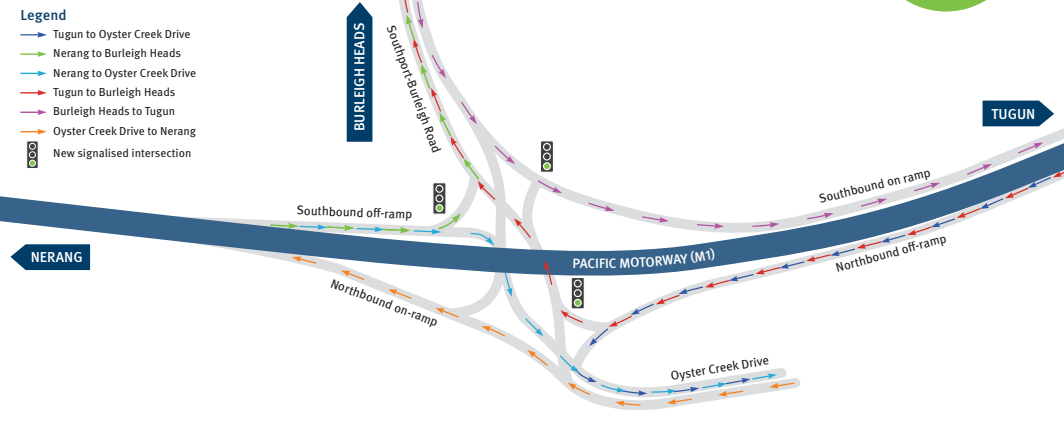 Legend
Tugun to Oyster Creek Drive
Nerang to Burleigh Heads
Nerang to Oyster Creek Drive
Tugun to Burleigh Heads
Burleigh Heads to Tugun
Oyster Creek Drive to Nerang
New signalised intersection
BURLEIGH HEADS
Southport-Burleigh Road
TUGUN
Southbound on ramp
Southbound off-ramp
NERANG
PACIFIC MOTORWAY (M1)
Northbound off-ramp
Northbound on-ramp
Oyster Creek Drive